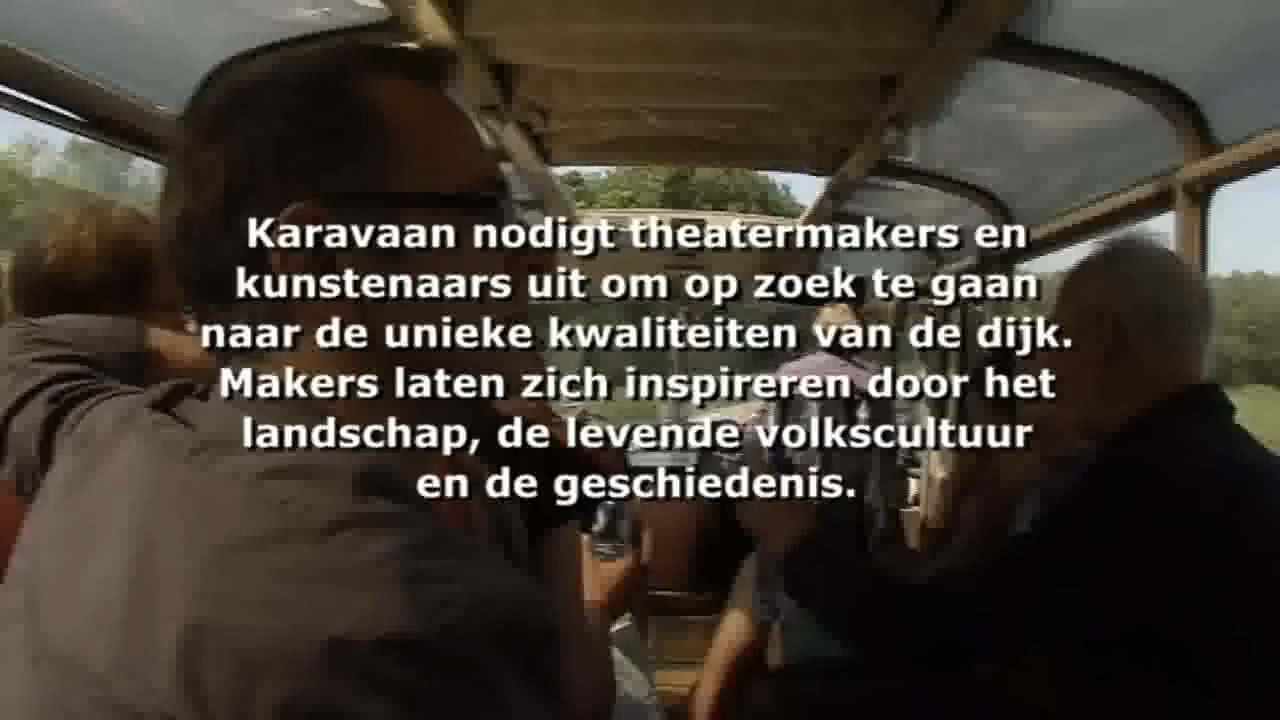 Karavaan nodigt theatermakers en
kunstenaars uit om op zoek te gaan
naar de unieke kwaliteiten van de dijk.
Makers laten zich inspireren door het
landschap, de levende volkscultuur
en de geschiedenis.